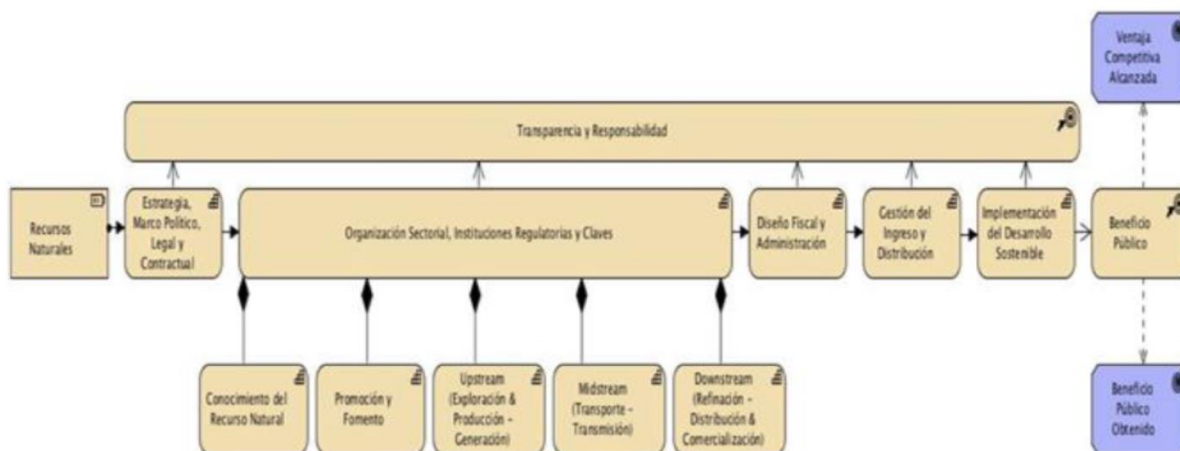 Ventaja
Competitiva
Alcanzada
Transparencia y Responsabilidad
Recursos
Naturales
Estrategia,
Marco Político,
Legal y
Contractual
Organización Sectorial, Instituciones Regulatorias y Claves
Diseño Fiscal y
Administración
Gestión del
Ingreso y
Distribución
Implementación
del Desarrollo
Sostenible
Beneficio
Público
Conocimiento del
Recurso Natural
Promoción y
Fomento
Upstream
(Exploración &
Producción –
Generación)
Midstream
(Transporte –
Transmisión)
Downstream
(Refinación –
Distribución &
Comercialización)
Beneficio
Público
Obtenido